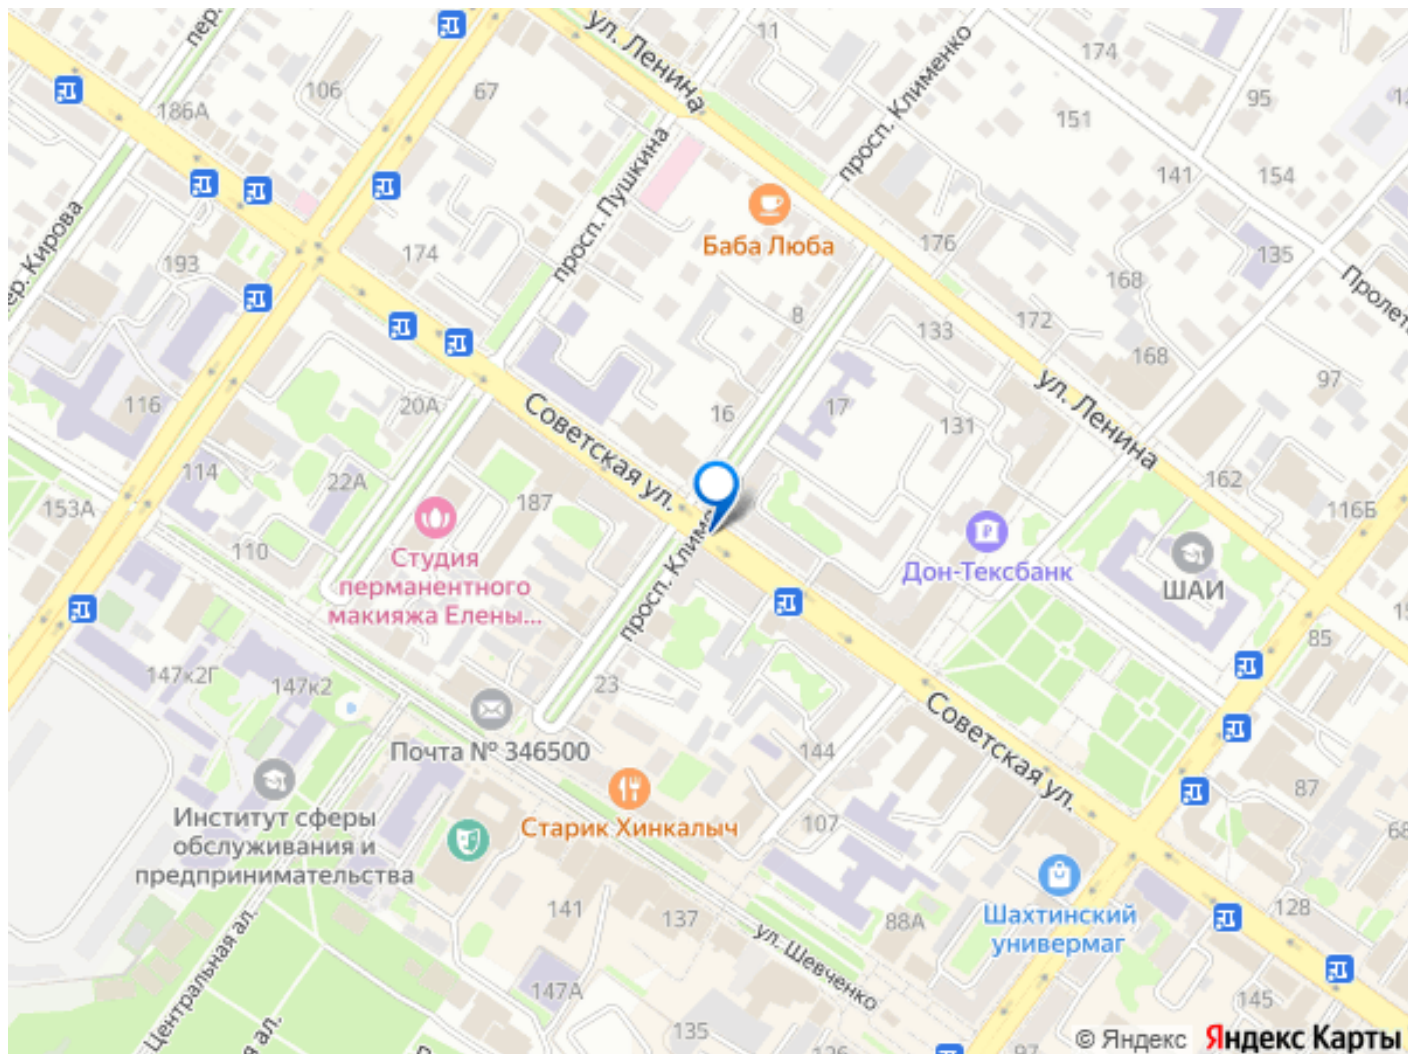 пер.
11
ул. Ленина
просп. Клименко
174
106
67
186А
95
151
просп. Пушкина
141
154
Баба Люба
176
135
пер. Кирова
193
174
168
Пролет
8
133
172
168
97
116
20А
Советская ул.
16
17
131
ул. Ленина
114
22А
187
162
153А
116Б
просп. Климе
110
Студия
перманентного
макияжа Елены...
Дон-Тексбанк
ШАИ
85
147к2Г
147к2
23
Советская ул.
Почта № 346500
144
87
Институт сферы
обслуживания и
предпринимательства
Старик Хинкалыч
107
68
141
137
88А
Шахтинский
универмаг
128
ул. Шевченко
Центральная ал.
147А
145
я ал.
135
126
97
© Яндекс
Яндекс Карты